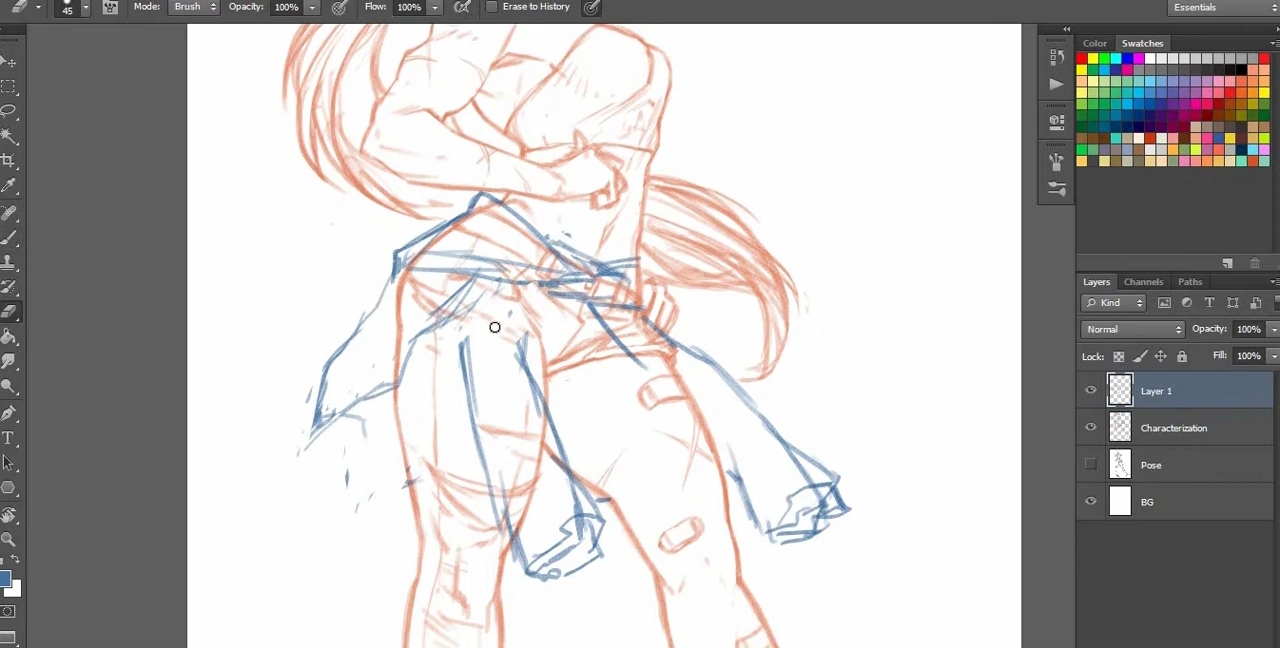 45 Mode: Brush Opacity: 100% Flow: 100% Erase to History Essentials
Color Swatches
Layers Channels Paths
Kind
Normal Opacity: 100%
Lock: Fill: 100%
Layer 1
Characterization
Pose
BG